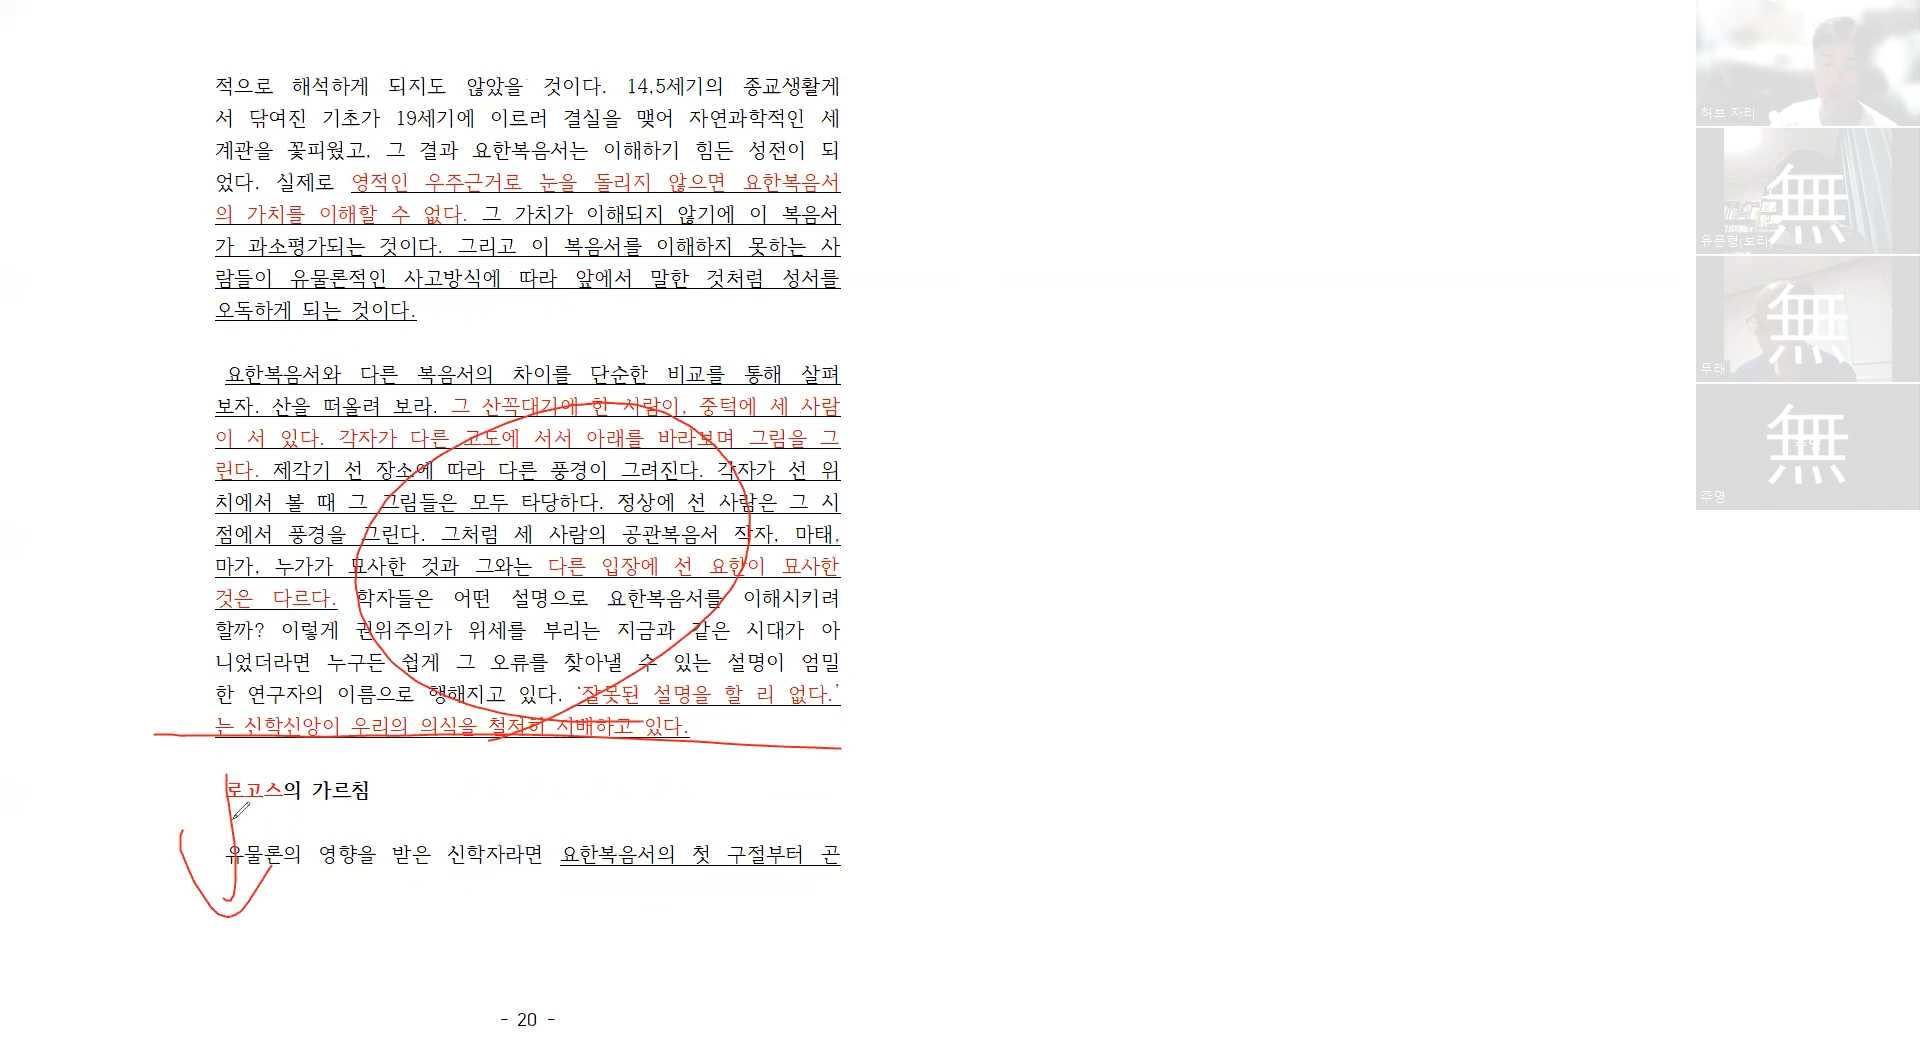 적으로 해석하게 되지도 않았을 것이다. 14,5세기의 종교생활게
서 닦여진 기초가 19세기에 이르러 결실을 맺어 자연과학적인 세
계관을 꽃피웠고, 그 결과 요한복음서는 이해하기 힘든 성전이 되
었다. 실제로 영적인 우주근거로 눈을 돌리지 않으면 요한복음서
의 가치를 이해할 수 없다. 그 가치가 이해되지 않기에 이 복음서
가 과소평가되는 것이다. 그리고 이 복음서를 이해하지 못하는 사
람들이 유물론적인 사고방식에 따라 앞에서 말한 것처럼 성서를
오독하게 되는 것이다.
요한복음서와 다른 복음서의 차이를 단순한 비교를 통해 살펴
보자. 산을 떠올려 보라. 그 산꼭대기에 한 사람이, 중턱에 세 사람
이 서 있다. 각자가 다른 고도에 서서 아래를 바라보며 그림을 그
린다. 제각기 선 장소에 따라 다른 풍경이 그려진다. 각자가 선 위
치에서 볼 때 그 그림들은 모두 타당하다. 정상에 선 사람은 그 시
점에서 풍경을 그린다. 그처럼 세 사람의 공관복음서 작자, 마태,
마가, 누가가 묘사한 것과 그와는 다른 입장에 선 요한이 묘사한
것은 다르다. 학자들은 어떤 설명으로 요한복음서를 이해시키려
할까? 이렇게 권위주의가 위세를 부리는 지금과 같은 시대가 아
니었더라면 누구든 쉽게 그 오류를 찾아낼 수 있는 설명이 엄밀
한 연구자의 이름으로 행해지고 있다. ‘잘못된 설명을 할 리 없다.’
는 신학신앙이 우리의 의식을 철저히 지배하고 있다.
로고스의 가르침
유물론의 영향을 받은 신학자라면 요한복음서의 첫 구절부터 곤
- 20 -
허브 자리
無
유문형(보리)
無
무래
無
주영